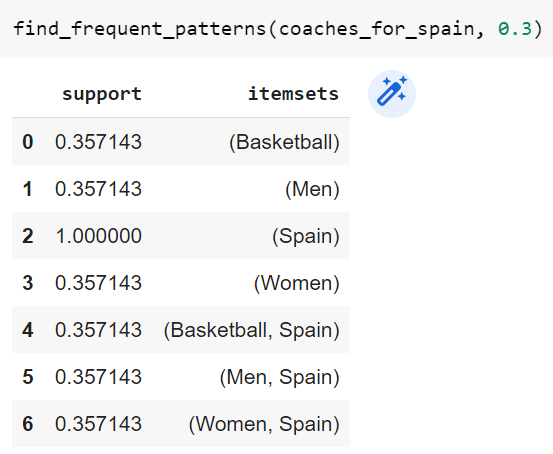 find_frequent_patterns(coaches_for_spain, 0.3)
support itemsets
0 0.357143 (Basketball)
1 0.357143 (Men)
2 1.000000 (Spain)
3 0.357143 (Women)
4 0.357143 (Basketball, Spain)
5 0.357143 (Men, Spain)
6 0.357143 (Women, Spain)